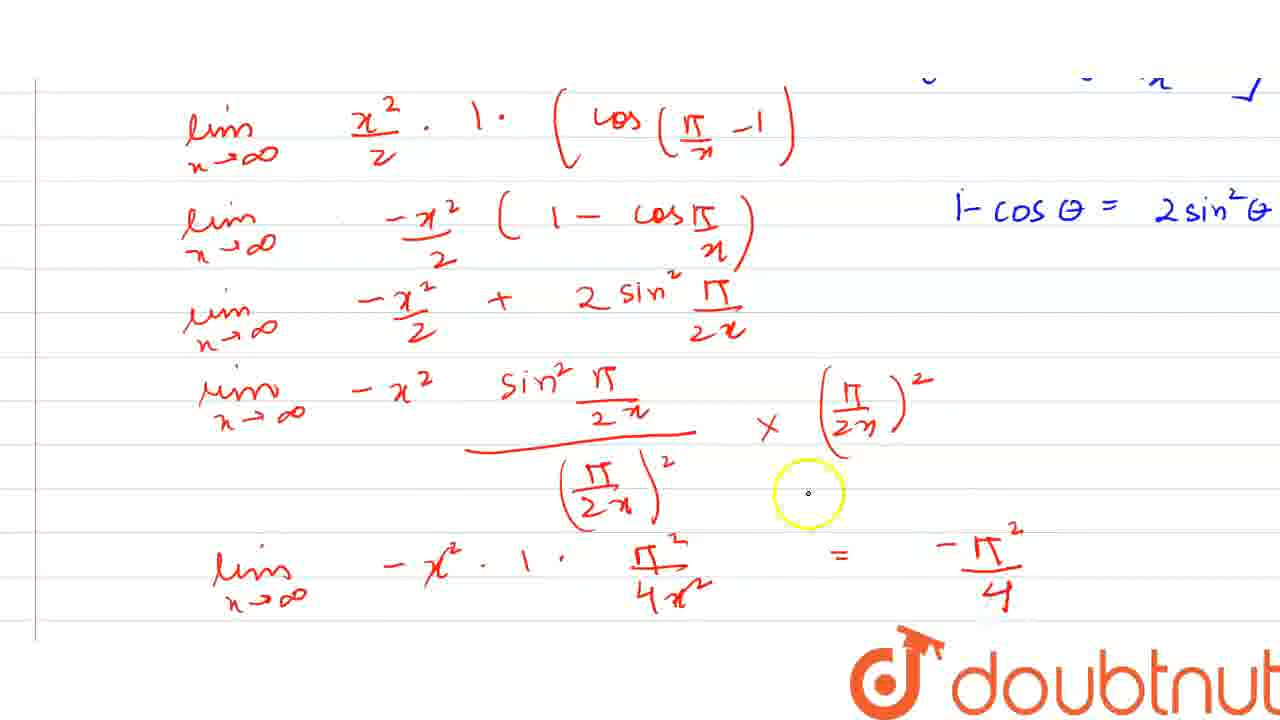 lim x→∞ x²/2 · 1 · ( cos (π/x - 1 )
lim x→∞ -x²/2 ( 1 - cos π/x )
1 - cos θ = 2 sin² θ
lim x→∞ -x²/2 + 2 sin² π/2x
lim x→∞ -x² sin² π/2x / (π/2x)² × (π/2x)²
lim x→∞ -x² · 1 · π²/4x² = -π²/4
doubtnut